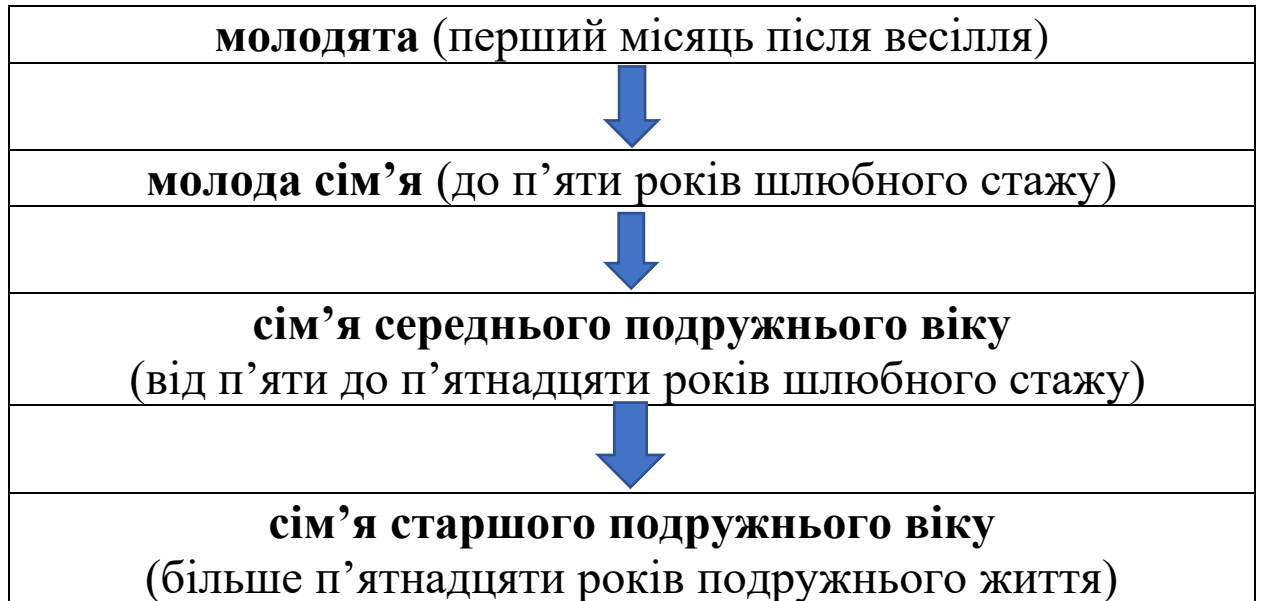 молодята (перший місяць після весілля)
молода сім’я (до п’яти років шлюбного стажу)
сім’я середнього подружнього віку
(від п’яти до п’ятнадцяти років шлюбного стажу)
сім’я старшого подружнього віку
(більше п’ятнадцяти років подружнього життя)